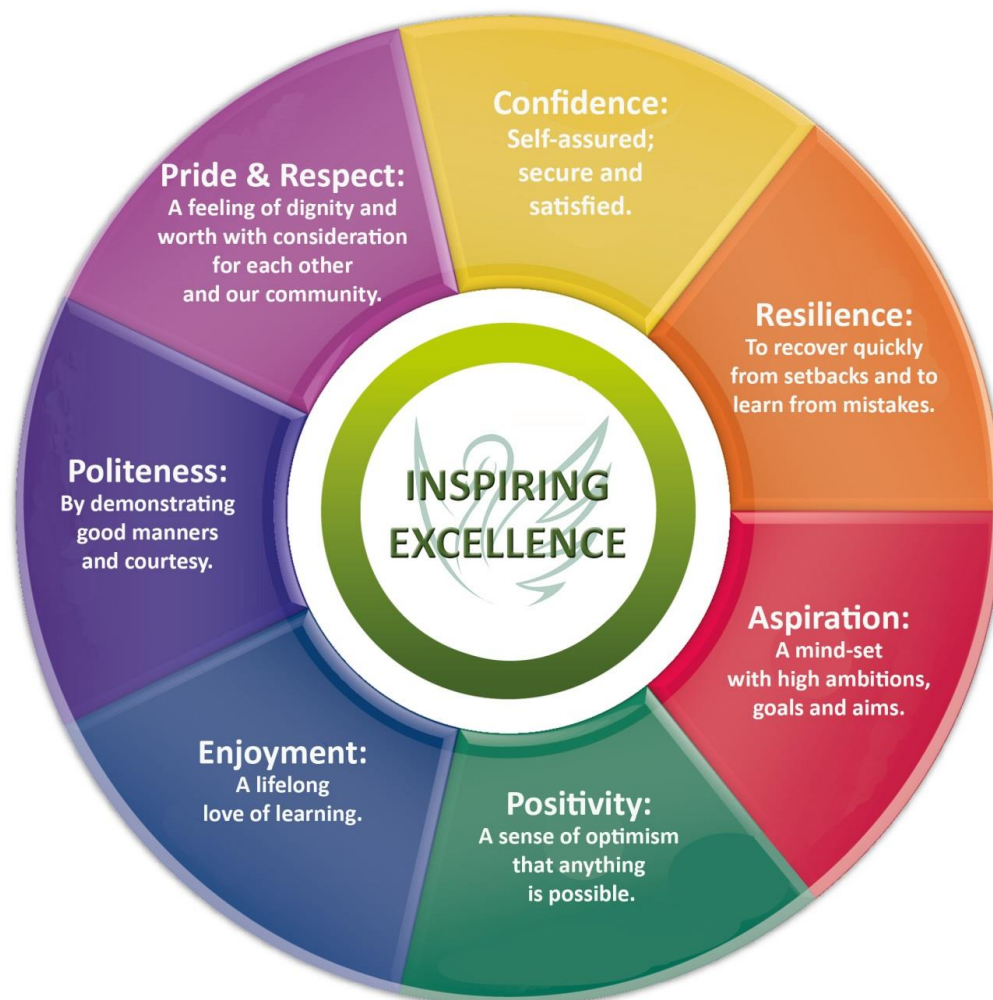 Confidence:
Self-assured;
secure and
satisfied.
Resilience:
To recover quickly
from setbacks and to
learn from mistakes.
Aspiration:
A mind-set
with high ambitions,
goals and aims.
Positivity:
A sense of optimism
that anything
is possible.
Enjoyment:
A lifelong
love of learning.
Politeness:
By demonstrating
good manners
and courtesy.
Pride & Respect:
A feeling of dignity and
worth with consideration
for each other
and our community.
INSPIRING
EXCELLENCE